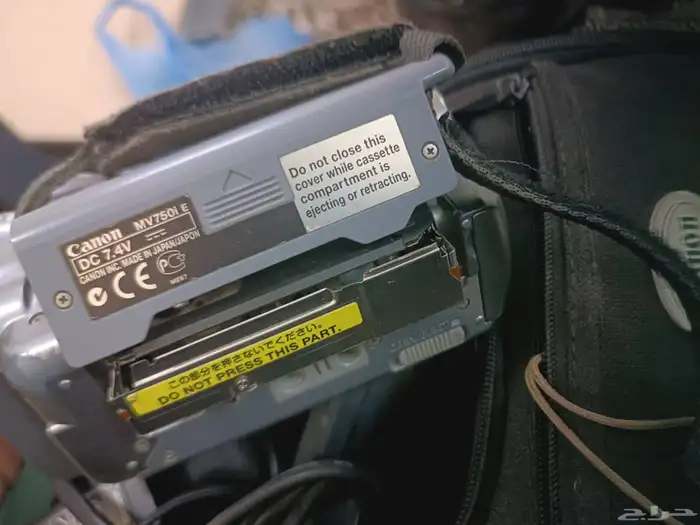 Do not close this
cover while cassette
compartment is
ejecting or retracting.
Canon MV750i E
DC 7.4V
CANON INC. MADE IN JAPAN/JAPON
CE
この部分を押さないでください。
DO NOT PRESS THIS PART.
حراج